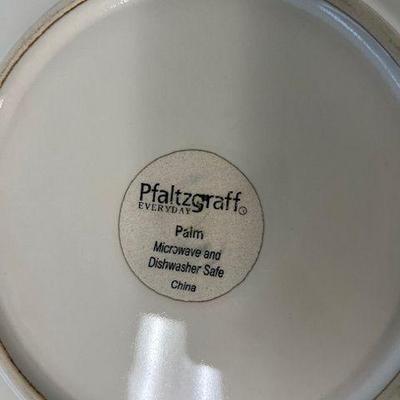 Pfaltzgraff
EVERYDAY
Palm
Microwave and
Dishwasher Safe
China